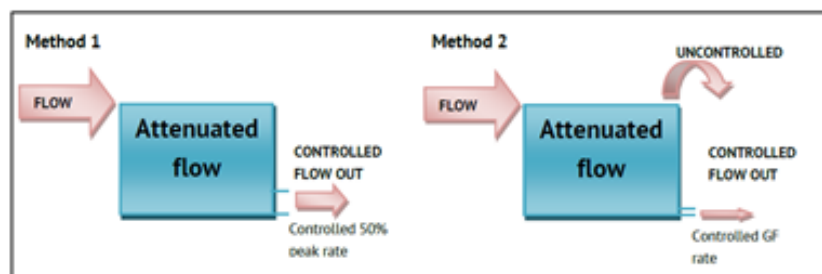 Method 1
FLOW
Attenuated
flow
CONTROLLED
FLOW OUT
Controlled 50%
peak rate
Method 2
UNCONTROLLED
FLOW
Attenuated
flow
CONTROLLED
FLOW OUT
Controlled GF
rate